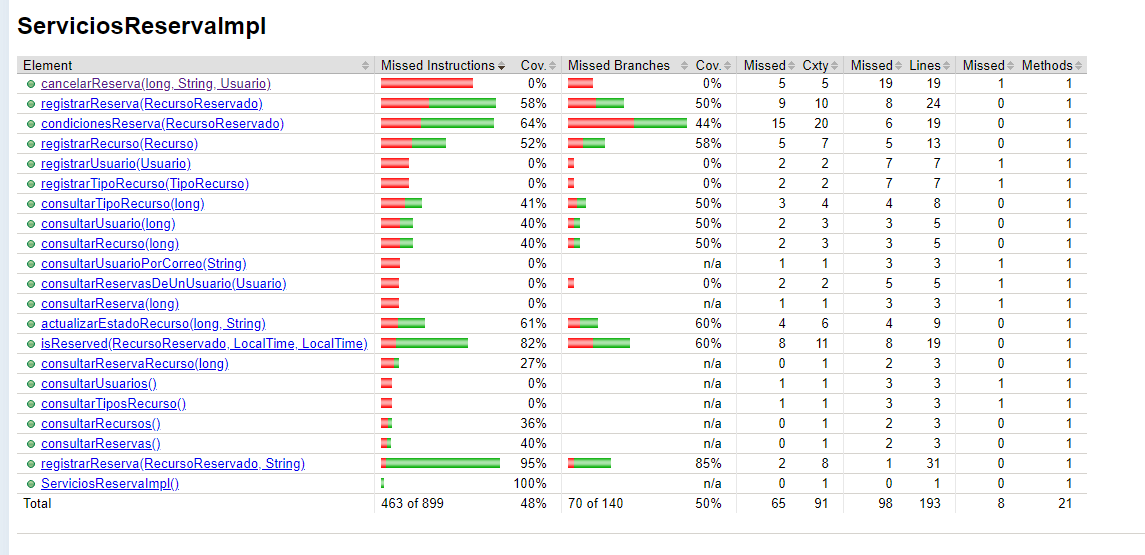 ServiciosReservaImpl
Element Missed Instructions Cov. Missed Branches Cov. Missed Cxty Missed Lines Missed Methods
cancelarReserva(long, String, Usuario) 0% 0% 5 5 19 19 1 1
registrarReserva(RecursoReservado) 58% 50% 9 10 8 24 0 1
condicionesReserva(RecursoReservado) 64% 44% 15 20 6 19 0 1
registrarRecurso(Recurso) 52% 58% 5 7 5 13 0 1
registrarUsuario(Usuario) 0% 0% 2 2 7 7 1 1
registrarTipoRecurso(TipoRecurso) 0% 0% 2 2 7 7 1 1
consultarTipoRecurso(long) 41% 50% 3 4 4 8 0 1
consultarUsuario(long) 40% 50% 2 3 3 5 0 1
consultarRecurso(long) 40% 50% 2 3 3 5 0 1
consultarUsuarioPorCorreo(String) 0% n/a 1 1 3 3 1 1
consultarReservasDeUnUsuario(Usuario) 0% 0% 2 2 5 5 1 1
consultarReserva(long) 0% n/a 1 1 3 3 1 1
actualizarEstadoRecurso(long, String) 61% 60% 4 6 4 9 0 1
isReserved(RecursoReservado, LocalTime, LocalTime) 82% 60% 8 11 8 19 0 1
consultarReservaRecurso(long) 27% n/a 0 1 2 3 0 1
consultarUsuarios() 0% n/a 1 1 3 3 1 1
consultarTiposRecurso() 0% n/a 1 1 3 3 1 1
consultarRecursos() 36% n/a 0 1 2 3 0 1
consultarReservas() 40% n/a 0 1 2 3 0 1
registrarReserva(RecursoReservado, String) 95% 85% 2 8 1 31 0 1
ServiciosReservaImpl() 100% n/a 0 1 0 1 0 1
Total 463 of 899 48% 70 of 140 50% 65 91 98 193 8 21